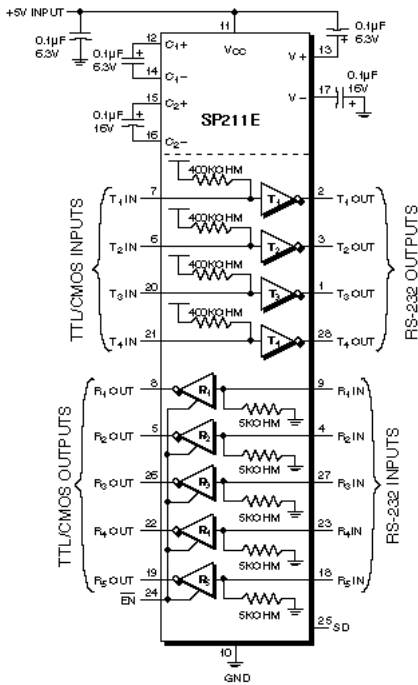 +5V INPUT
11
12
13
0.1µF
6.3V
C1+
VCC
V+
0.1µF
6.3V
0.1µF
6.3V
14
C1-
15
C2+
V-
17
0.1µF
16V
0.1µF
16V
16
C2-
SP211E
400KOHM
T1 IN
7
T1
2
T1 OUT
400KOHM
T2 IN
6
T2
3
T2 OUT
400KOHM
T3 IN
20
T3
1
T3 OUT
400KOHM
T4 IN
21
T4
28
T4 OUT
TTL/CMOS INPUTS
RS-232 OUTPUTS
R1 OUT
8
R1
9
R1 IN
5KOHM
R2 OUT
5
R2
4
R2 IN
5KOHM
R3 OUT
26
R3
27
R3 IN
5KOHM
R4 OUT
22
R4
23
R4 IN
5KOHM
R5 OUT
19
R5
18
R5 IN
5KOHM
EN
24
25
SD
TTL/CMOS OUTPUTS
RS-232 INPUTS
10
GND